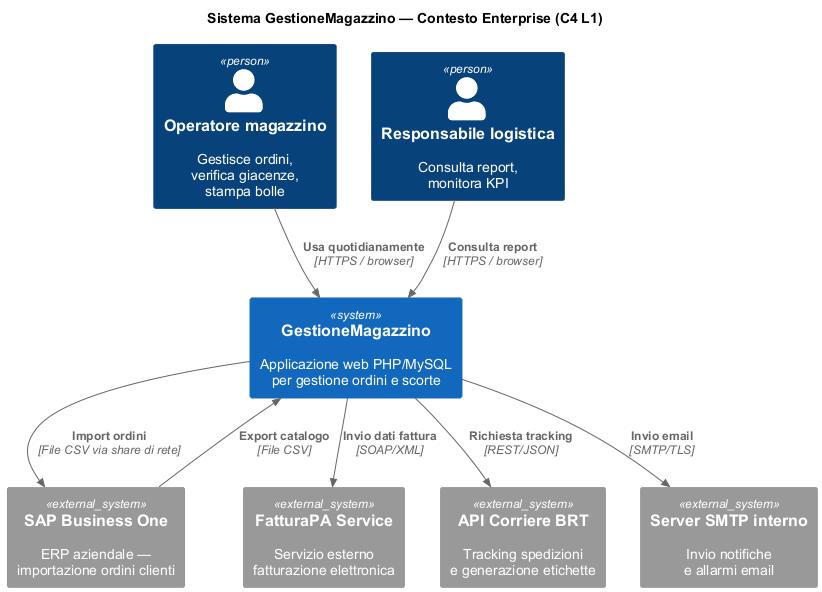 Sistema GestioneMagazzino — Contesto Enterprise (C4 L1)
«person»
Operatore magazzino
Gestisce ordini,
verifica giacenze,
stampa bolle
«person»
Responsabile logistica
Consulta report,
monitora KPI
Usa quotidianamente
[HTTPS / browser]
Consulta report
[HTTPS / browser]
«system»
GestioneMagazzino
Applicazione web PHP/MySQL
per gestione ordini e scorte
Import ordini
[File CSV via share di rete]
Export catalogo
[File CSV]
Invio dati fattura
[SOAP/XML]
Richiesta tracking
[REST/JSON]
Invio email
[SMTP/TLS]
«external_system»
SAP Business One
ERP aziendale —
importazione ordini clienti
«external_system»
FatturaPA Service
Servizio esterno
fatturazione elettronica
«external_system»
API Corriere BRT
Tracking spedizioni
e generazione etichette
«external_system»
Server SMTP interno
Invio notifiche
e allarmi email